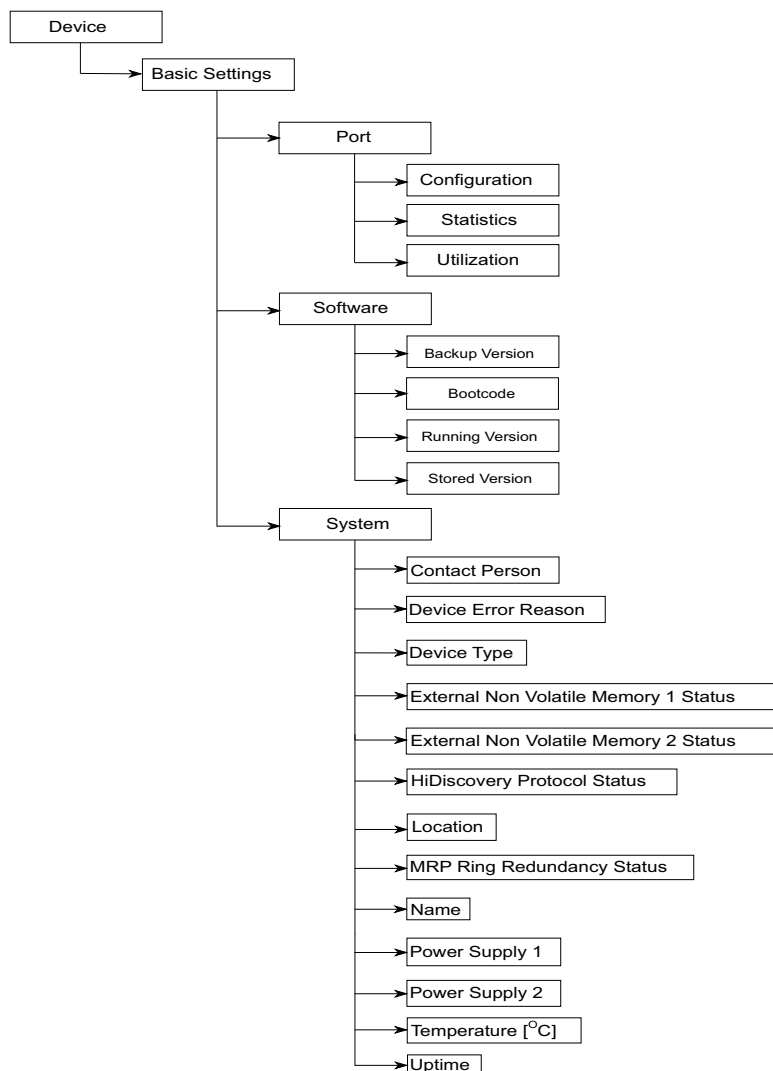 Device
Basic Settings
Port
Configuration
Statistics
Utilization
Software
Backup Version
Bootcode
Running Version
Stored Version
System
Contact Person
Device Error Reason
Device Type
External Non Volatile Memory 1 Status
External Non Volatile Memory 2 Status
HiDiscovery Protocol Status
Location
MRP Ring Redundancy Status
Name
Power Supply 1
Power Supply 2
Temperature [°C]
Uptime